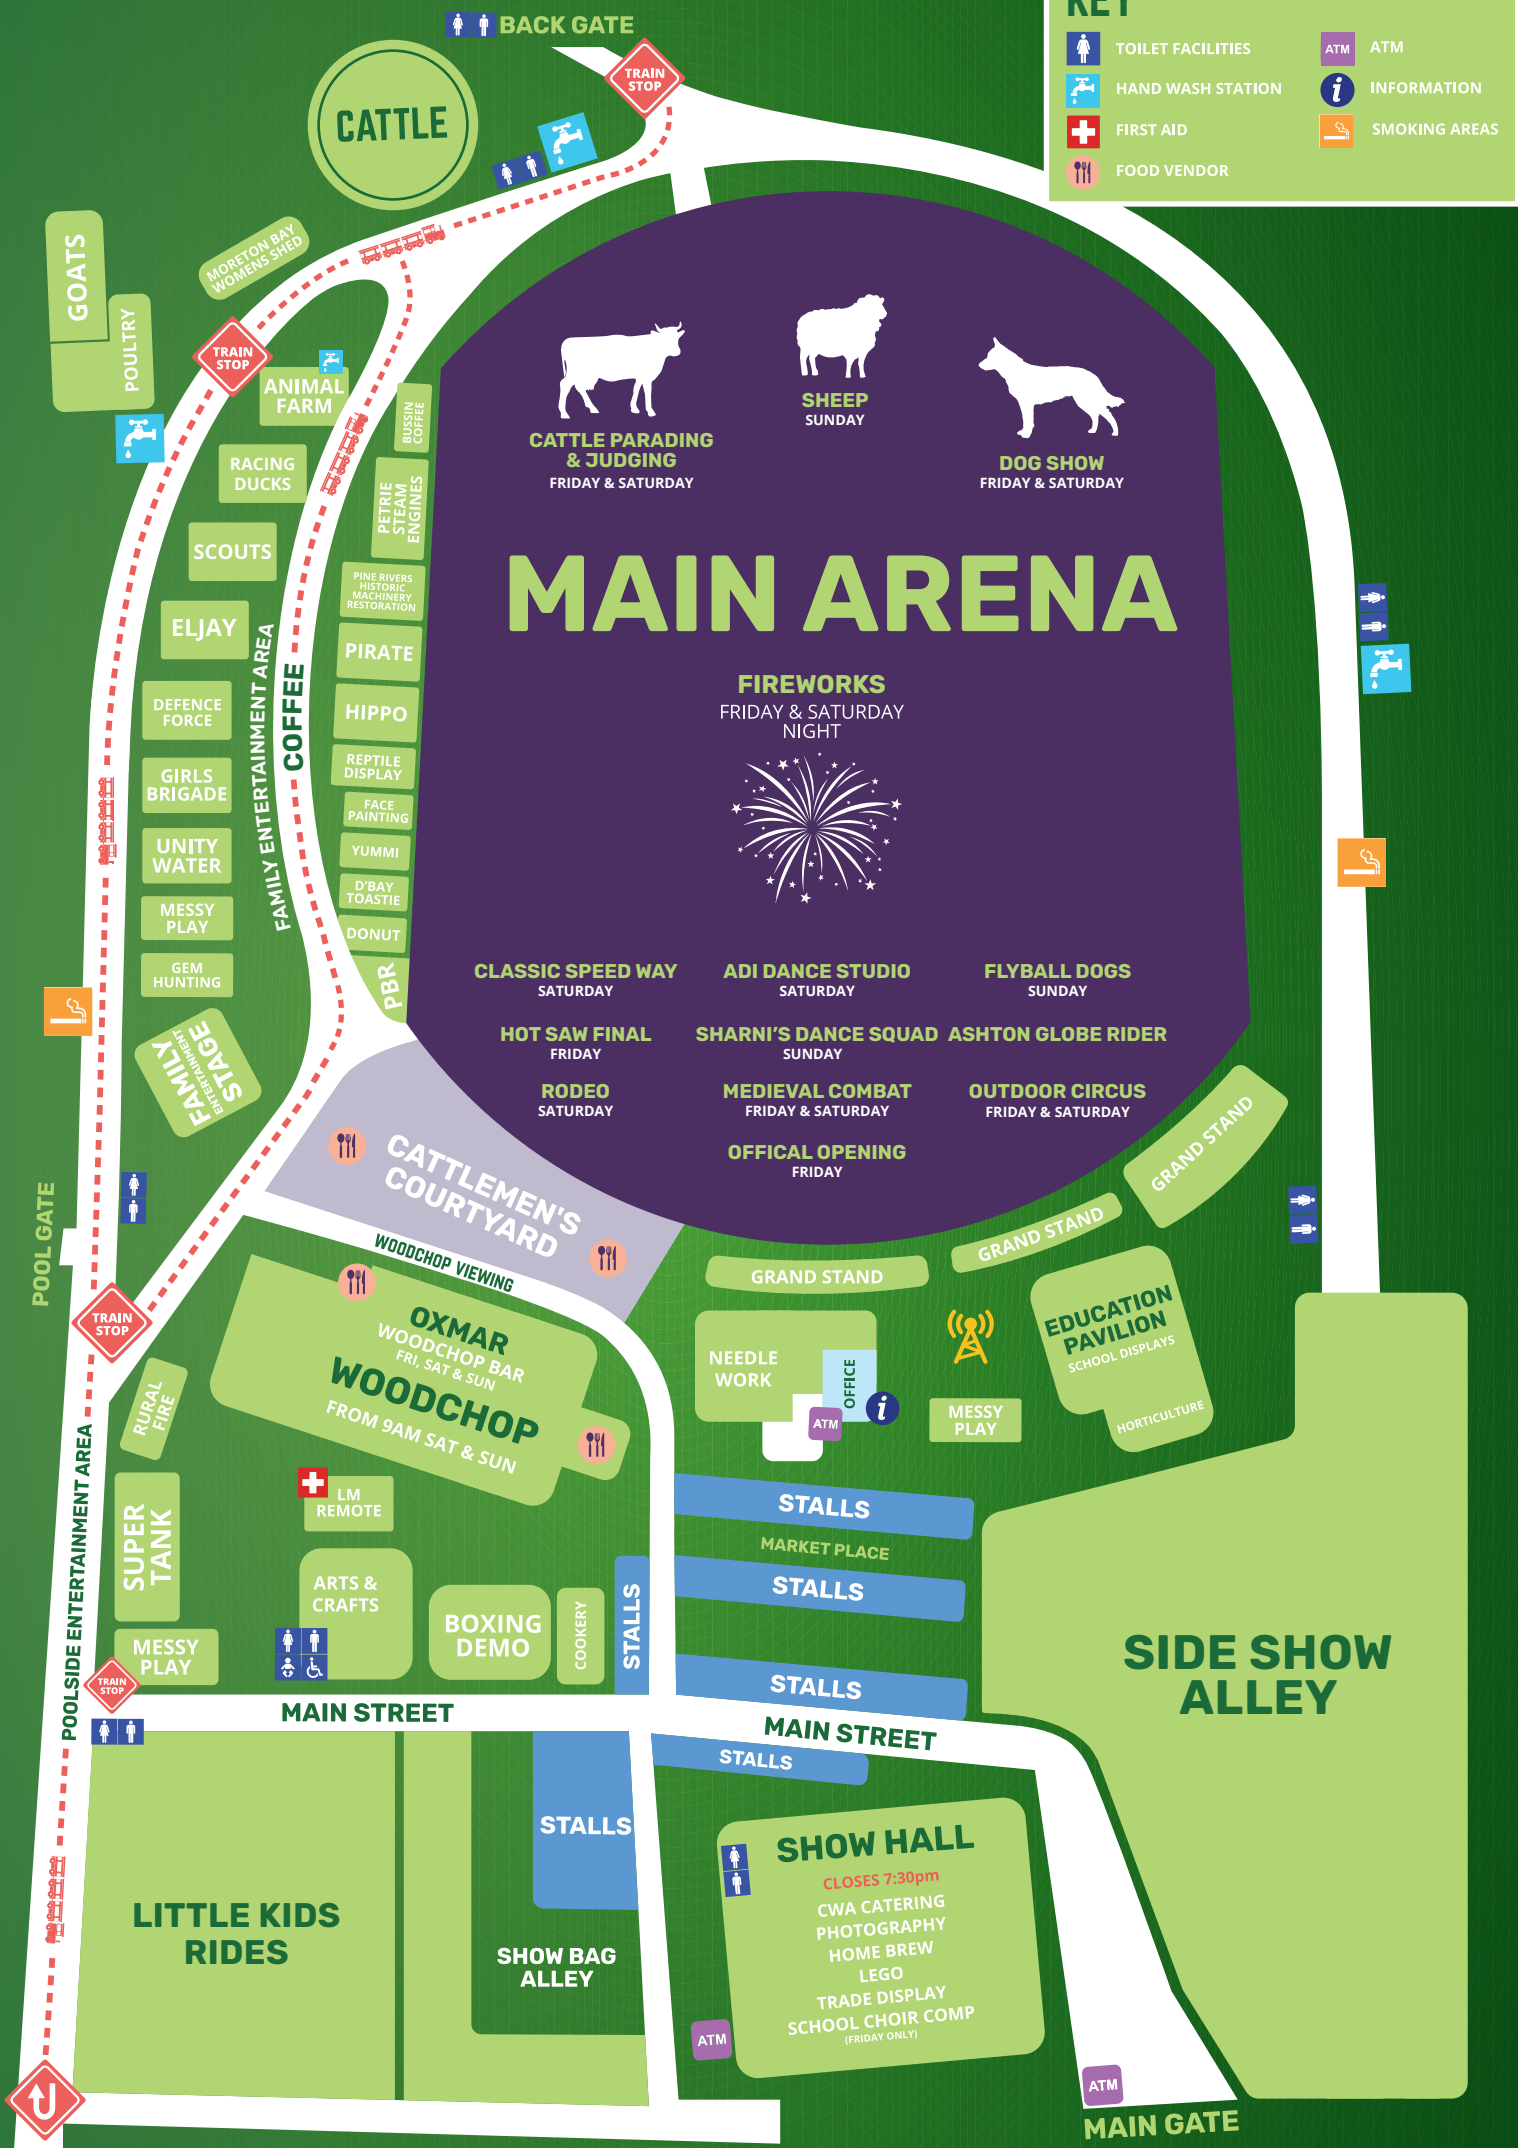 BACK GATE
TRAIN
STOP
CATTLE
KEY
TOILET FACILITIES
HAND WASH STATION
FIRST AID
FOOD VENDOR
ATM
ATM
INFORMATION
SMOKING AREAS
GOATS
POULTRY
MORETON BAY
WOMENS SHED
TRAIN
STOP
ANIMAL
FARM
RACING
DUCKS
SCOUTS
ELJAY
DEFENCE
FORCE
GIRLS
BRIGADE
UNITY
WATER
MESSY
PLAY
GEM
HUNTING
FAMILY
ENTERTAINMENT
STAGE
FAMILY ENTERTAINMENT AREA
COFFEE
BUSSIN
COFFEE
PETRIE
STEAM
ENGINES
PINE RIVERS
HISTORIC
MACHINERY
RESTORATION
PIRATE
HIPPO
REPTILE
DISPLAY
FACE
PAINTING
YUMMI
D'BAY
TOASTIE
DONUT
PBR
CATTLE PARADING
& JUDGING
FRIDAY & SATURDAY
SHEEP
SUNDAY
DOG SHOW
FRIDAY & SATURDAY
MAIN ARENA
FIREWORKS
FRIDAY & SATURDAY
NIGHT
CLASSIC SPEED WAY
SATURDAY
ADI DANCE STUDIO
SATURDAY
FLYBALL DOGS
SUNDAY
HOT SAW FINAL
FRIDAY
SHARNI'S DANCE SQUAD
SUNDAY
ASHTON GLOBE RIDER
RODEO
SATURDAY
MEDIEVAL COMBAT
FRIDAY & SATURDAY
OUTDOOR CIRCUS
FRIDAY & SATURDAY
OFFICAL OPENING
FRIDAY
GRAND STAND
GRAND STAND
GRAND STAND
CATTLEMEN'S
COURTYARD
WOODCHOP VIEWING
POOL GATE
TRAIN
STOP
OXMAR
WOODCHOP BAR
FRI, SAT & SUN
WOODCHOP
FROM 9AM SAT & SUN
RURAL
FIRE
NEEDLE
WORK
OFFICE
i
ATM
MESSY
PLAY
EDUCATION
PAVILION
SCHOOL DISPLAYS
HORTICULTURE
POOLSIDE ENTERTAINMENT AREA
SUPER
TANK
LM
REMOTE
ARTS &
CRAFTS
BOXING
DEMO
COOKERY
STALLS
STALLS
MARKET PLACE
STALLS
STALLS
MESSY
PLAY
TRAIN
STOP
MAIN STREET
MAIN STREET
STALLS
STALLS
SIDE SHOW
ALLEY
LITTLE KIDS
RIDES
SHOW BAG
ALLEY
SHOW HALL
CLOSES 7:30pm
CWA CATERING
PHOTOGRAPHY
HOME BREW
LEGO
TRADE DISPLAY
SCHOOL CHOIR COMP
(FRIDAY ONLY)
ATM
ATM
MAIN GATE